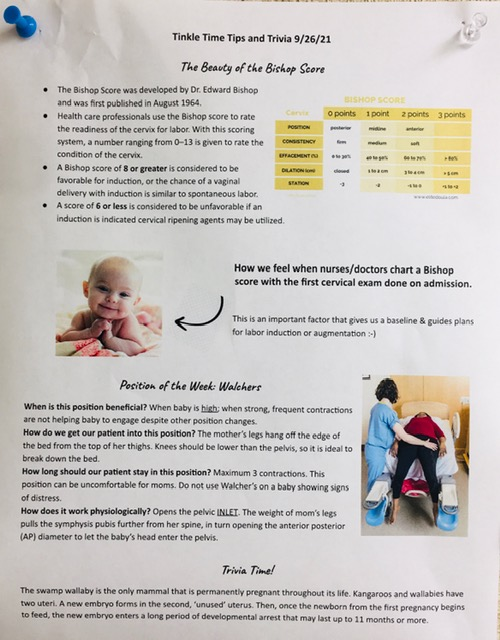 Tinkle Time Tips and Trivia 9/26/21
The Beauty of the Bishop Score
• The Bishop Score was developed by Dr. Edward Bishop
and was first published in August 1964.
• Health care professionals use the Bishop score to rate
the readiness of the cervix for labor. With this scoring
system, a number ranging from 0–13 is given to rate the
condition of the cervix.
• A Bishop score of 8 or greater is considered to be
favorable for induction, or the chance of a vaginal
delivery with induction is similar to spontaneous labor.
• A score of 6 or less is considered to be unfavorable if an
induction is indicated cervical ripening agents may be utilized.
BISHOP SCORE
Cervix 0 points 1 point 2 points 3 points
POSITION posterior midline anterior
CONSISTENCY firm medium soft
EFFACEMENT (%) 0 to 30% 40 to 50% 60 to 70% > 80%
DILATION (cm) closed 1 to 2 cm 3 to 4 cm > 5 cm
STATION -3 -2 -1 to 0 +1 to +2
How we feel when nurses/doctors chart a Bishop
score with the first cervical exam done on admission.
This is an important factor that gives us a baseline & guides plans
for labor induction or augmentation :-)
Position of the Week: Walchers
When is this position beneficial? When baby is high; when strong, frequent contractions
are not helping baby to engage despite other position changes.
How do we get our patient into this position? The mother's legs hang off the edge of
the bed from the top of her thighs. Knees should be lower than the pelvis, so it is ideal to
break down the bed.
How long should our patient stay in this position? Maximum 3 contractions. This
position can be uncomfortable for moms. Do not use Walcher's on a baby showing signs
of distress.
How does it work physiologically? Opens the pelvic INLET. The weight of mom's legs
pulls the symphysis pubis further from her spine, in turn opening the anterior posterior
(AP) diameter to let the baby's head enter the pelvis.
Trivia Time!
The swamp wallaby is the only mammal that is permanently pregnant throughout its life. Kangaroos and wallabies have
two uteri. A new embryo forms in the second, 'unused' uterus. Then, once the newborn from the first pregnancy begins
to feed, the new embryo enters a long period of developmental arrest that may last up to 11 months or more.